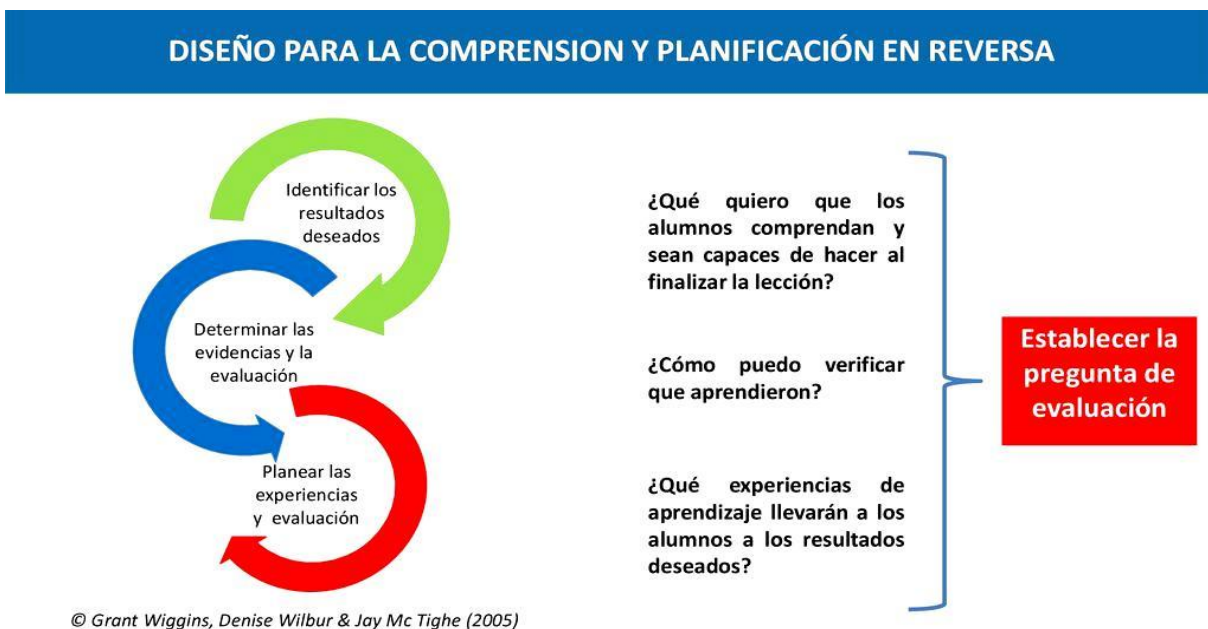 DISEÑO PARA LA COMPRENSION Y PLANIFICACIÓN EN REVERSA
Identificar los
resultados
deseados
Determinar las
evidencias y la
evaluación
Planear las
experiencias
y evaluación
¿Qué quiero que los
alumnos comprendan y
sean capaces de hacer al
finalizar la lección?
¿Cómo puedo verificar
que aprendieron?
¿Qué experiencias de
aprendizaje llevarán a los
alumnos a los resultados
deseados?
Establecer la
pregunta de
evaluación
© Grant Wiggins, Denise Wilbur & Jay Mc Tighe (2005)